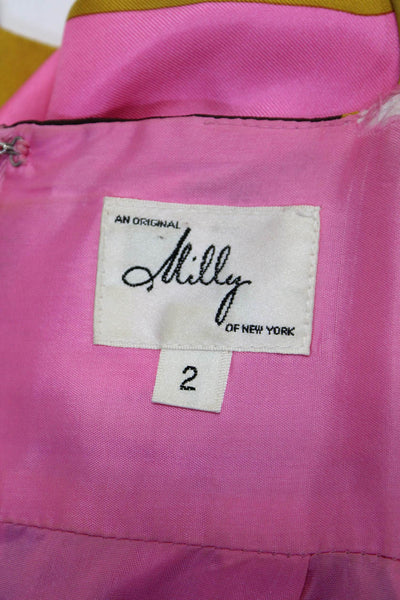 AN ORIGINAL
Milly
OF NEW YORK
2